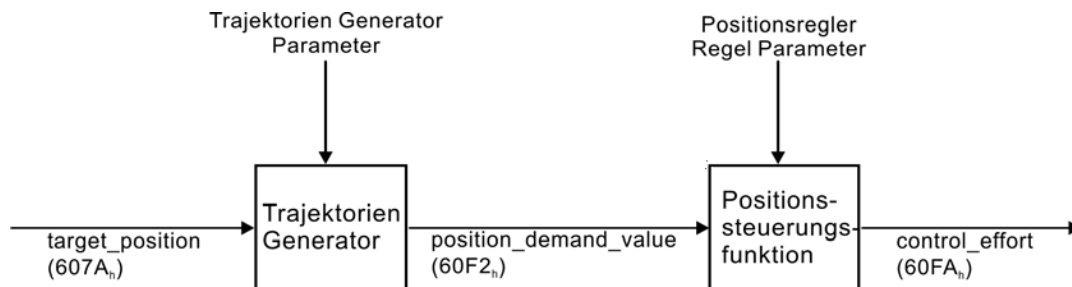 Trajektorien Generator
Parameter
Positionsregler
Regel Parameter
Trajektorien
Generator
Positions-
steuerungs-
funktion
target_position
(607Aₕ)
position_demand_value
(60F2ₕ)
control_effort
(60FAₕ)